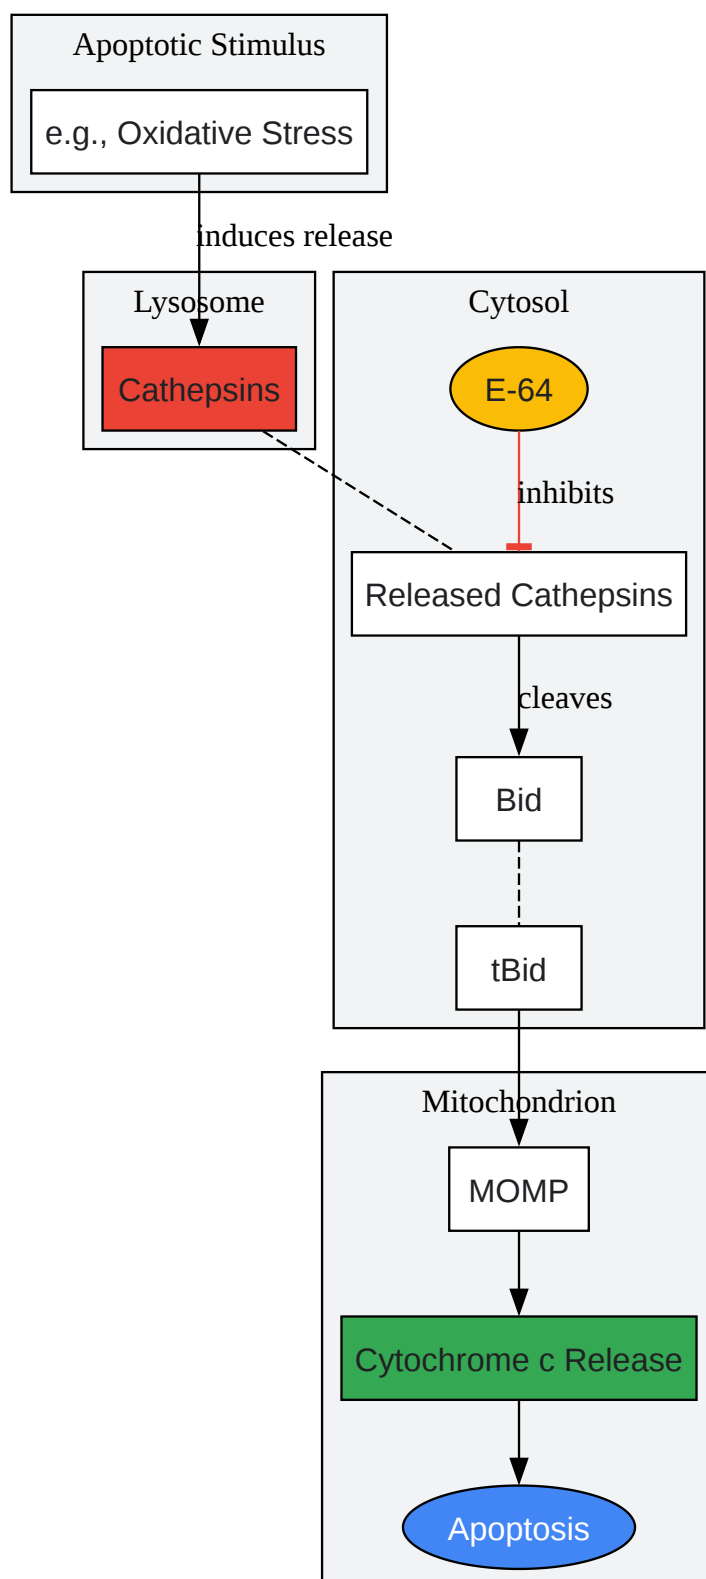 Apoptotic Stimulus
e.g., Oxidative Stress
induces release
Lysosome
Cytosol
Cathepsins
E-64
inhibits
Released Cathepsins
cleaves
Bid
tBid
Mitochondrion
MOMP
Cytochrome c Release
Apoptosis